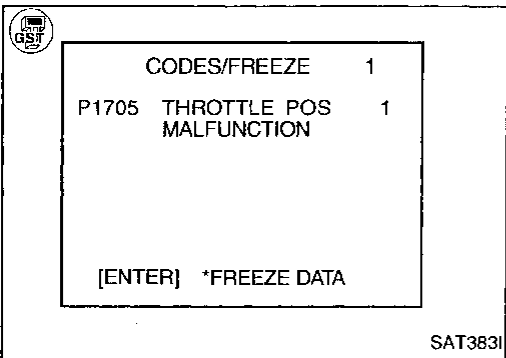 GST
CODES/FREEZE 1
P1705 THROTTLE POS 1
MALFUNCTION
[ENTER] *FREEZE DATA
SAT383I